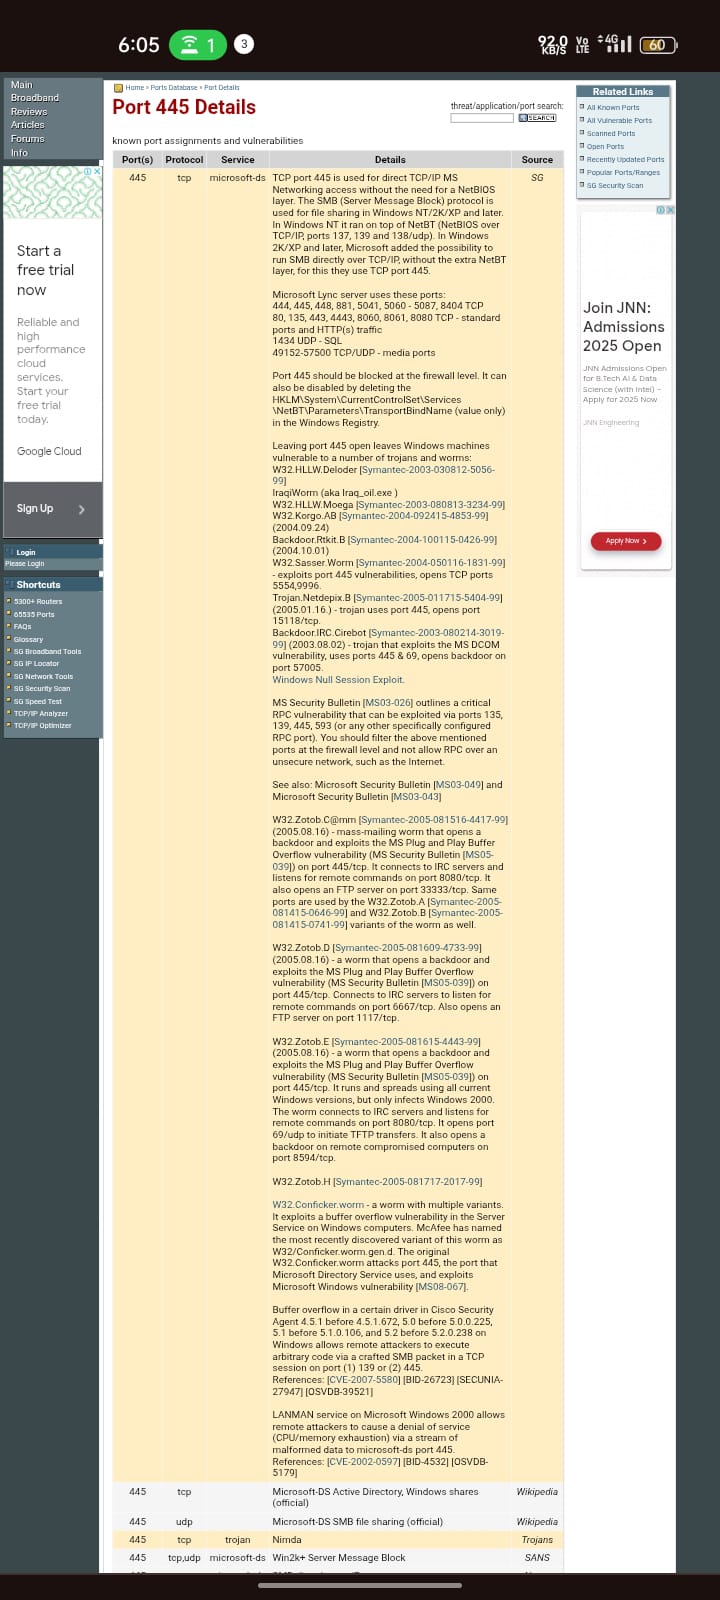 6:05
1
3
92.0
KB/S
Vo
LTE
4G
60
Main
Broadband
Reviews
Articles
Forums
Info
Start a
free trial
now
Reliable and
high
performance
cloud
services.
Start your
free trial
today.
Google Cloud
Sign Up
Login
Please Login
Shortcuts
5300+ Routers
65535 Ports
FAQs
Glossary
SG Broadband Tools
SG IP Locator
SG Network Tools
SG Security Scan
SG Speed Test
TCP/IP Analyzer
TCP/IP Optimizer
Home » Ports Database » Port Details
Port 445 Details
threat/application/port search:
SEARCH
known port assignments and vulnerabilities
Port(s) Protocol Service Details Source
445 tcp microsoft-ds TCP port 445 is used for direct TCP/IP MS SG
Networking access without the need for a NetBIOS
layer. The SMB (Server Message Block) protocol is
used for file sharing in Windows NT/2K/XP and later.
In Windows NT it ran on top of NetBT (NetBIOS over
TCP/IP, ports 137, 139 and 138/udp). In Windows
2K/XP and later, Microsoft added the possibility to
run SMB directly over TCP/IP, without the extra NetBT
layer, for this they use TCP port 445.
Microsoft Lync server uses these ports:
444, 445, 448, 881, 5041, 5060 - 5087, 8404 TCP
80, 135, 443, 4443, 8060, 8061, 8080 TCP - standard
ports and HTTP(s) traffic
1434 UDP - SQL
49152-57500 TCP/UDP - media ports
Port 445 should be blocked at the firewall level. It can
also be disabled by deleting the
HKLM\System\CurrentControlSet\Services
\NetBT\Parameters\TransportBindName (value only)
in the Windows Registry.
Leaving port 445 open leaves Windows machines
vulnerable to a number of trojans and worms:
W32.HLLW.Deloder [Symantec-2003-030812-5056-
99]
IraqiWorm (aka Iraq_oil.exe )
W32.HLLW.Moega [Symantec-2003-080813-3234-99]
W32.Korgo.AB [Symantec-2004-092415-4853-99]
(2004.09.24)
Backdoor.Rtkit.B [Symantec-2004-100115-0426-99]
(2004.10.01)
W32.Sasser.Worm [Symantec-2004-050116-1831-99]
- exploits port 445 vulnerabilities, opens TCP ports
5554,9996.
Trojan.Netdepix.B [Symantec-2005-011715-5404-99]
(2005.01.16.) - trojan uses port 445, opens port
15118/tcp.
Backdoor.IRC.Cirebot [Symantec-2003-080214-3019-
99] (2003.08.02) - trojan that exploits the MS DCOM
vulnerability, uses ports 445 & 69, opens backdoor on
port 57005.
Windows Null Session Exploit.
MS Security Bulletin [MS03-026] outlines a critical
RPC vulnerability that can be exploited via ports 135,
139, 445, 593 (or any other specifically configured
RPC port). You should filter the above mentioned
ports at the firewall level and not allow RPC over an
unsecure network, such as the Internet.
See also: Microsoft Security Bulletin [MS03-049] and
Microsoft Security Bulletin [MS03-043]
W32.Zotob.C@mm [Symantec-2005-081516-4417-99]
(2005.08.16) - mass-mailing worm that opens a
backdoor and exploits the MS Plug and Play Buffer
Overflow vulnerability (MS Security Bulletin [MS05-
039]) on port 445/tcp. It connects to IRC servers and
listens for remote commands on port 8080/tcp. It
also opens an FTP server on port 33333/tcp. Same
ports are used by the W32.Zotob.A [Symantec-2005-
081415-0646-99] and W32.Zotob.B [Symantec-2005-
081415-0741-99] variants of the worm as well.
W32.Zotob.D [Symantec-2005-081609-4733-99]
(2005.08.16) - a worm that opens a backdoor and
exploits the MS Plug and Play Buffer Overflow
vulnerability (MS Security Bulletin [MS05-039]) on
port 445/tcp. Connects to IRC servers to listen for
remote commands on port 6667/tcp. Also opens an
FTP server on port 1117/tcp.
W32.Zotob.E [Symantec-2005-081615-4443-99]
(2005.08.16) - a worm that opens a backdoor and
exploits the MS Plug and Play Buffer Overflow
vulnerability (MS Security Bulletin [MS05-039]) on
port 445/tcp. It runs and spreads using all current
Windows versions, but only infects Windows 2000.
The worm connects to IRC servers and listens for
remote commands on port 8080/tcp. It opens port
69/udp to initiate TFTP transfers. It also opens a
backdoor on remote compromised computers on
port 8594/tcp.
W32.Zotob.H [Symantec-2005-081717-2017-99]
W32.Conficker.worm - a worm with multiple variants.
It exploits a buffer overflow vulnerability in the Server
Service on Windows computers. McAfee has named
the most recently discovered variant of this worm as
W32/Conficker.worm.gen.d. The original
W32.Conficker.worm attacks port 445, the port that
Microsoft Directory Service uses, and exploits
Microsoft Windows vulnerability [MS08-067].
Buffer overflow in a certain driver in Cisco Security
Agent 4.5.1 before 4.5.1.672, 5.0 before 5.0.0.225,
5.1 before 5.1.0.106, and 5.2 before 5.2.0.238 on
Windows allows remote attackers to execute
arbitrary code via a crafted SMB packet in a TCP
session on port (1) 139 or (2) 445.
References: [CVE-2007-5580] [BID-26723] [SECUNIA-
27947] [OSVDB-39521]
LANMAN service on Microsoft Windows 2000 allows
remote attackers to cause a denial of service
(CPU/memory exhaustion) via a stream of
malformed data to microsoft-ds port 445.
References: [CVE-2002-0597] [BID-4532] [OSVDB-
5179]
445 tcp Microsoft-DS Active Directory, Windows shares Wikipedia
(official)
445 udp Microsoft-DS SMB file sharing (official) Wikipedia
445 tcp trojan Nimda Trojans
445 tcp,udp microsoft-ds Win2k+ Server Message Block SANS
Related Links
All Known Ports
All Vulnerable Ports
Scanned Ports
Open Ports
Recently Updated Ports
Popular Ports/Ranges
SG Security Scan
Join JNN:
Admissions
2025 Open
JNN Admissions Open
for B.Tech AI & Data
Science (with Intel) –
Apply for 2025 Now
JNN Engineering
Apply Now